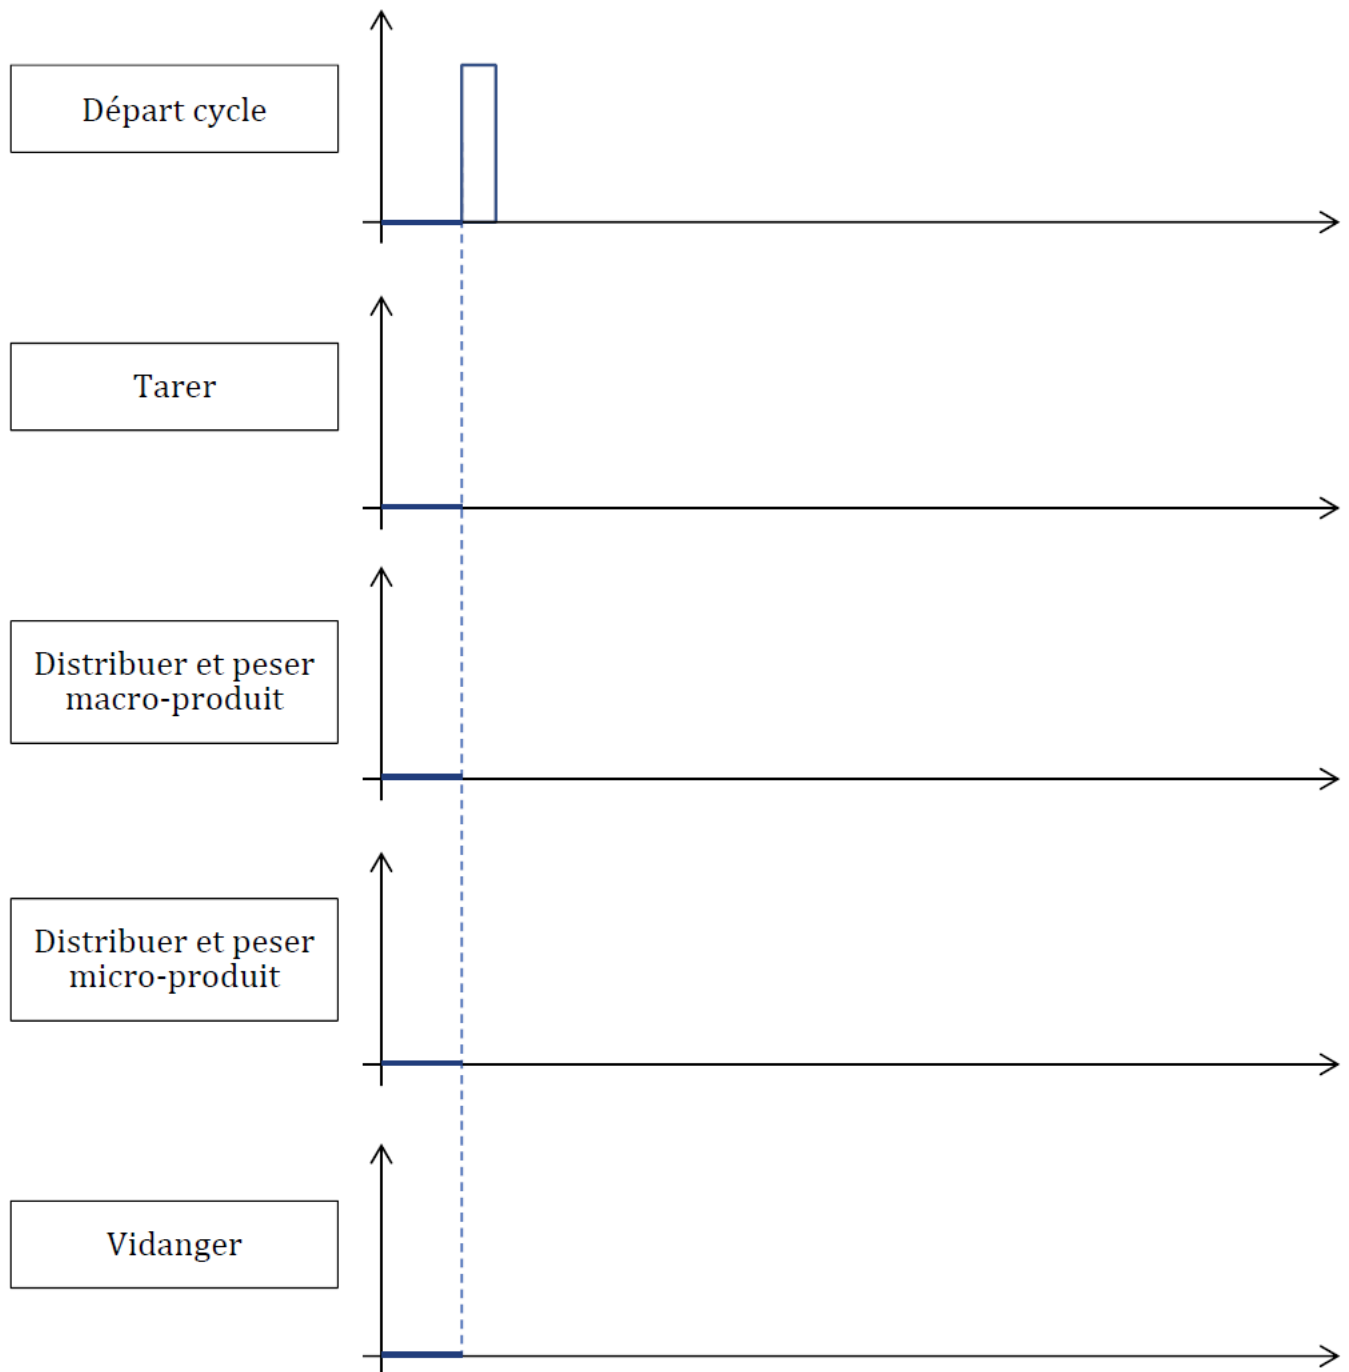 Départ cycle
Tarer
Distribuer et peser
macro-produit
Distribuer et peser
micro-produit
Vidanger